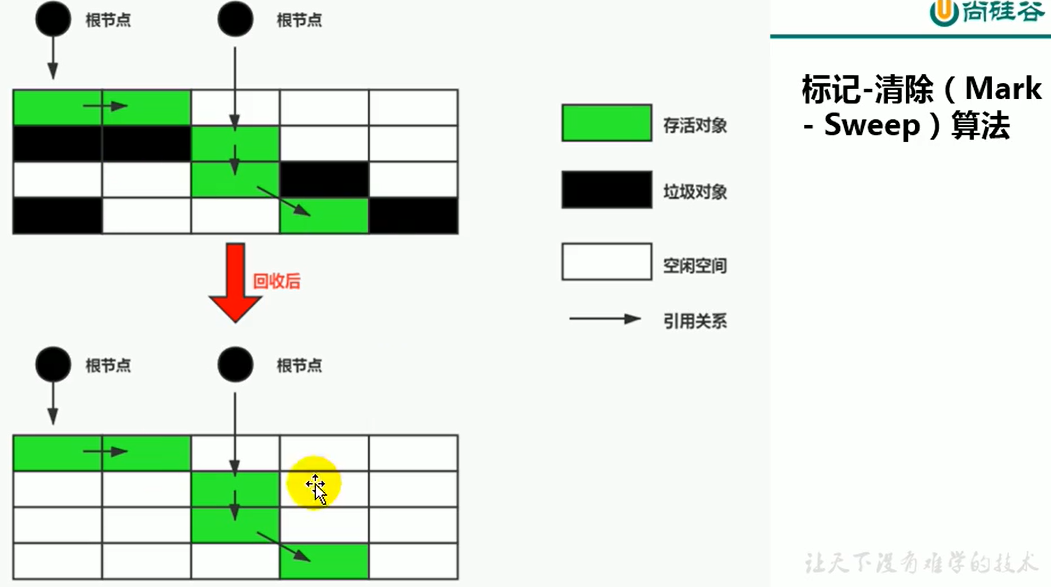 根节点
根节点
尚硅谷
标记-清除（Mark
- Sweep）算法
存活对象
垃圾对象
空闲空间
引用关系
回收后
根节点
根节点
让天下没有难学的技术